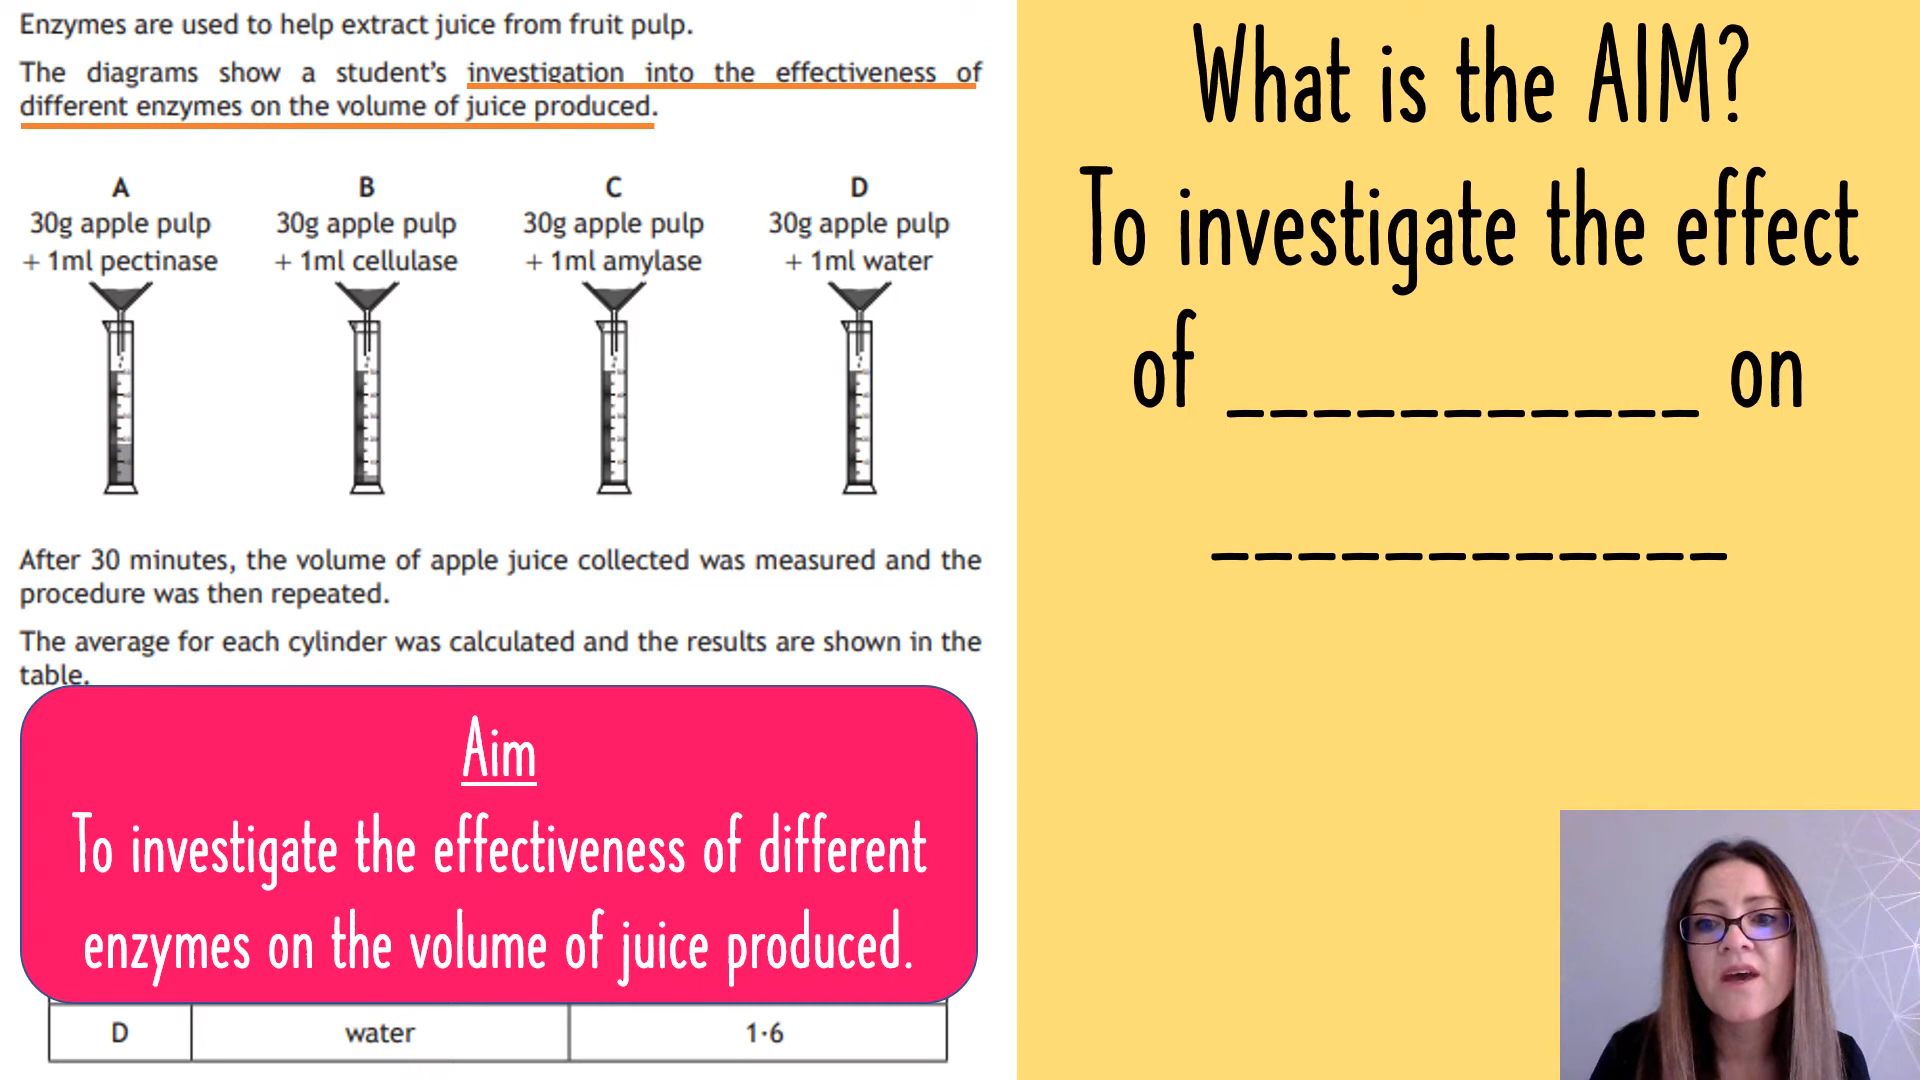 Enzymes are used to help extract juice from fruit pulp.
The diagrams show a student's investigation into the effectiveness of
different enzymes on the volume of juice produced.
A
30g apple pulp
+ 1ml pectinase
B
30g apple pulp
+ 1ml cellulase
C
30g apple pulp
+ 1ml amylase
D
30g apple pulp
+ 1ml water
After 30 minutes, the volume of apple juice collected was measured and the
procedure was then repeated.
The average for each cylinder was calculated and the results are shown in the
table.
Aim
To investigate the effectiveness of different
enzymes on the volume of juice produced.
D water 1·6
What is the AIM?
To investigate the effect
of ___________ on
____________